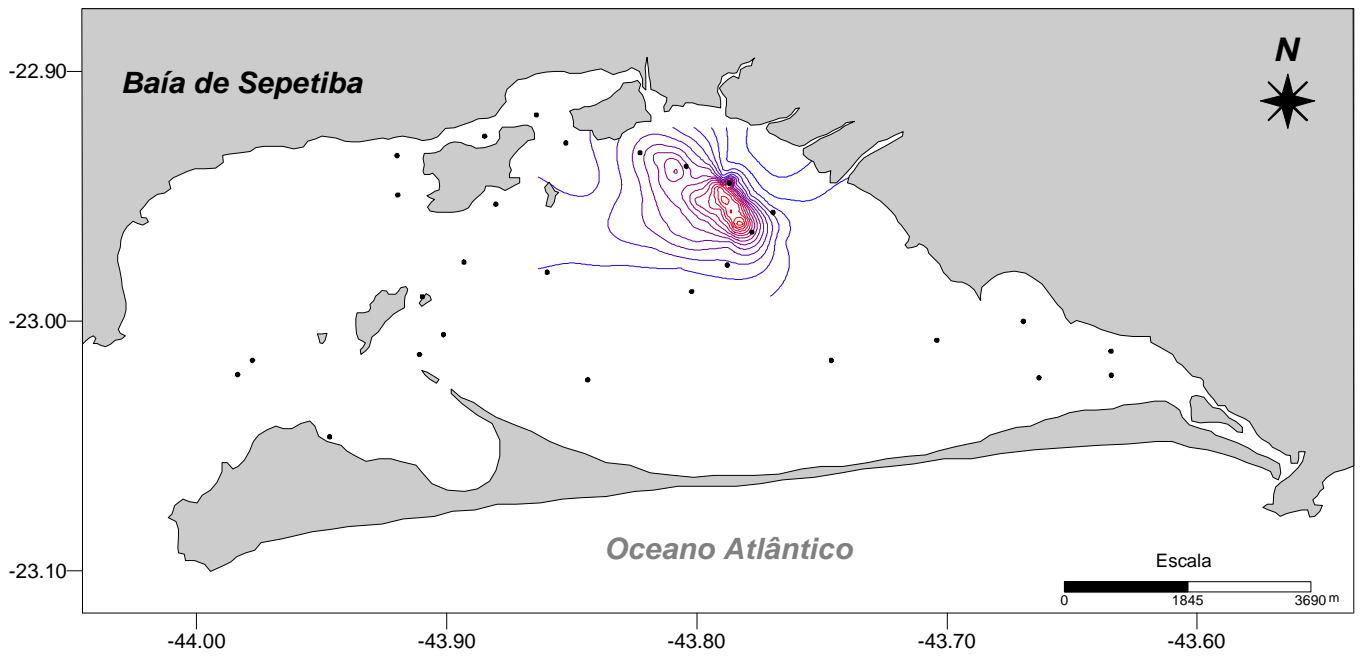 N
-22.90
Baía de Sepetiba
-23.00
Oceano Atlântico
Escala
-23.10
0 1845 3690 m
-44.00 -43.90 -43.80 -43.70 -43.60